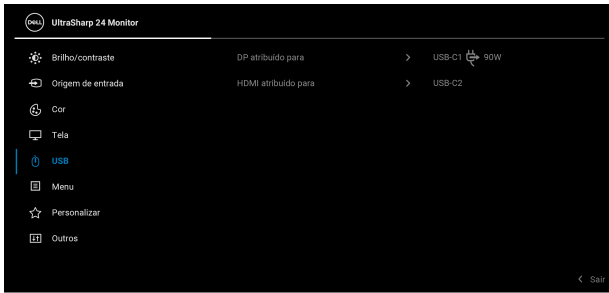 DELL UltraSharp 24 Monitor
Brilho/contraste DP atribuído para USB-C1 90W
Origem de entrada HDMI atribuído para USB-C2
Cor
Tela
USB
Menu
Personalizar
Outros
Sair